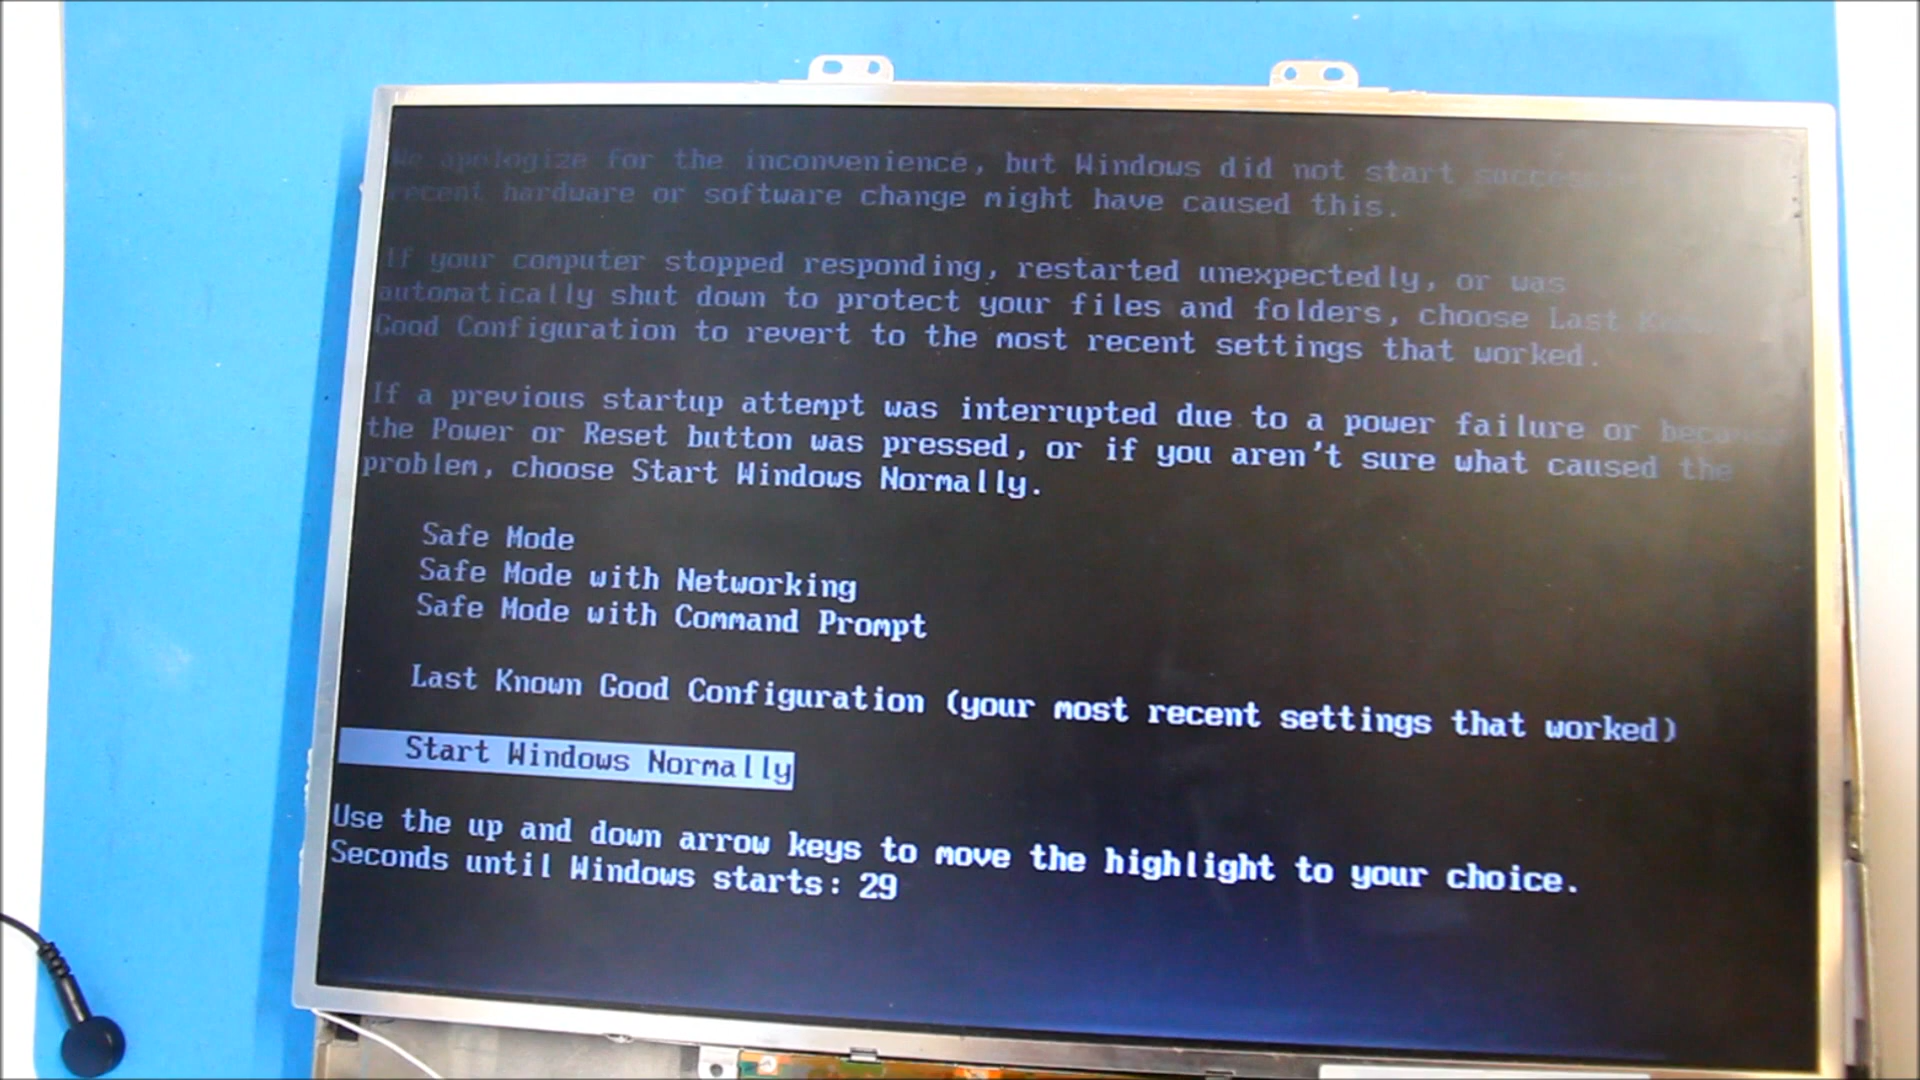 We apologize for the inconvenience, but Windows did not start
recent hardware or software change might have caused this.
If your computer stopped responding, restarted unexpectedly, or was
automatically shut down to protect your files and folders, choose Last Known
Good Configuration to revert to the most recent settings that worked.
If a previous startup attempt was interrupted due to a power failure or because
the Power or Reset button was pressed, or if you aren't sure what caused the
problem, choose Start Windows Normally.
Safe Mode
Safe Mode with Networking
Safe Mode with Command Prompt
Last Known Good Configuration (your most recent settings that worked)
Start Windows Normally
Use the up and down arrow keys to move the highlight to your choice.
Seconds until Windows starts: 29